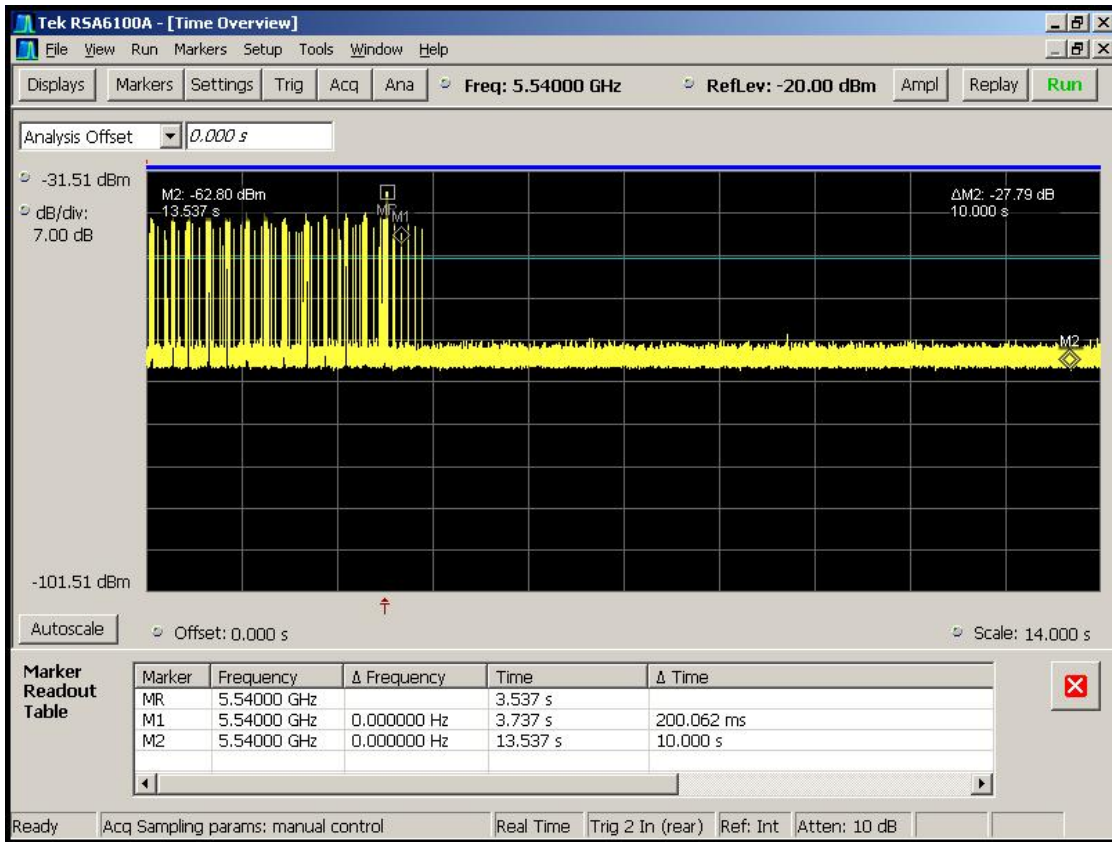 Tek RSA6100A - [Time Overview]
File View Run Markers Setup Tools Window Help
Displays Markers Settings Trig Acq Ana Freq: 5.54000 GHz RefLev: -20.00 dBm Ampl Replay Run
Analysis Offset 0.000 s
-31.51 dBm
dB/div:
7.00 dB
M2: -62.80 dBm
13.537 s
ΔM2: -27.79 dB
10.000 s
MR
M1
M2
-101.51 dBm
Autoscale Offset: 0.000 s Scale: 14.000 s
Marker Readout Table
Marker Frequency Δ Frequency Time Δ Time
MR 5.54000 GHz 3.537 s
M1 5.54000 GHz 0.000000 Hz 3.737 s 200.062 ms
M2 5.54000 GHz 0.000000 Hz 13.537 s 10.000 s
Ready Acq Sampling params: manual control Real Time Trig 2 In (rear) Ref: Int Atten: 10 dB